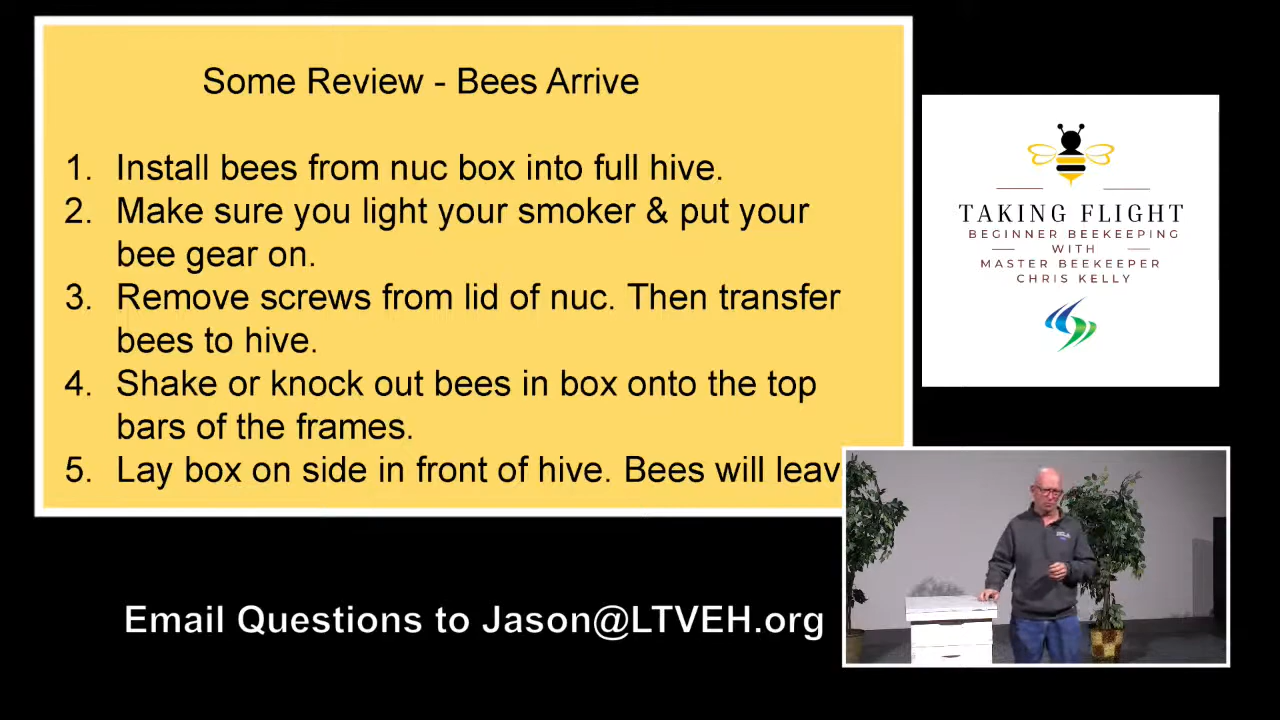 Some Review - Bees Arrive
1. Install bees from nuc box into full hive.
2. Make sure you light your smoker & put your
bee gear on.
3. Remove screws from lid of nuc. Then transfer
bees to hive.
4. Shake or knock out bees in box onto the top
bars of the frames.
5. Lay box on side in front of hive. Bees will leav
TAKING FLIGHT
BEGINNER BEEKEEPING
WITH
MASTER BEEKEEPER
CHRIS KELLY
Email Questions to Jason@LTVEH.org